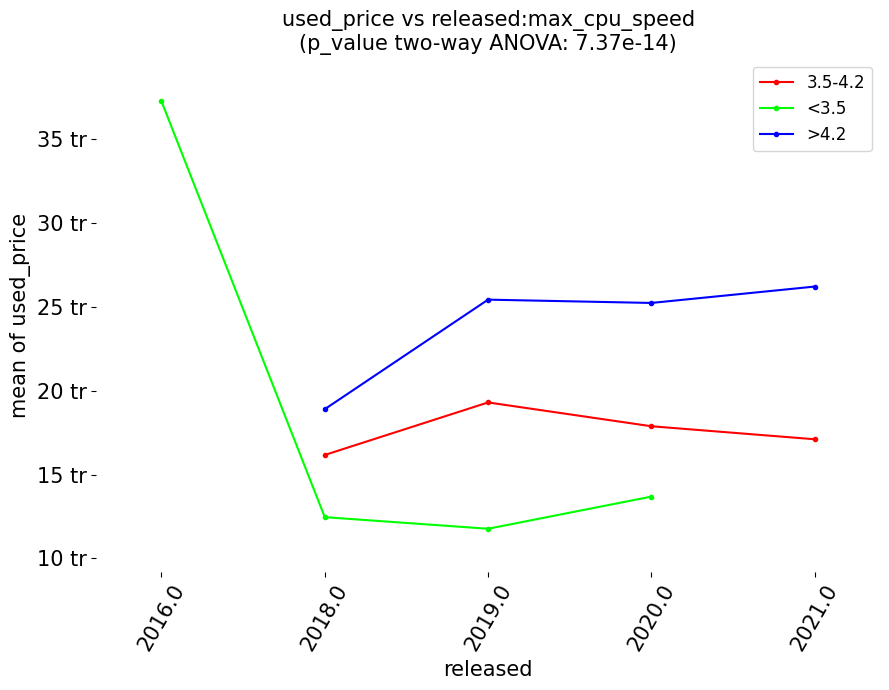 used_price vs released:max_cpu_speed
(p_value two-way ANOVA: 7.37e-14)
3.5-4.2
<3.5
>4.2
35 tr
30 tr
25 tr
20 tr
15 tr
10 tr
mean of used_price
2016.0
2018.0
2019.0
2020.0
2021.0
released